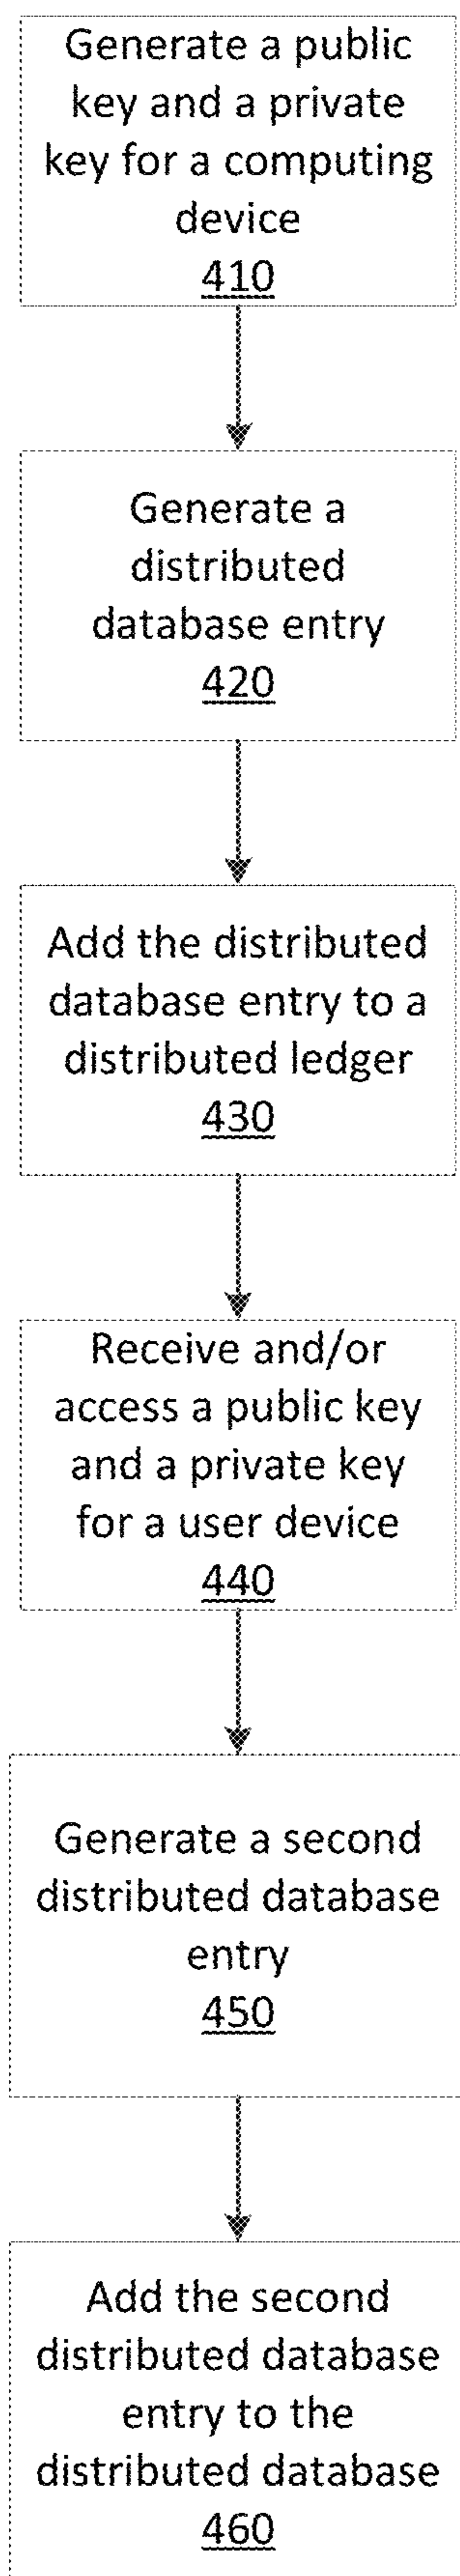 Generate a public
key and a private
key for a computing
device
410
Generate a
distributed
database entry
420
Add the distributed
database entry to a
distributed ledger
430
Receive and/or
access a public key
and a private key
for a user device
440
Generate a second
distributed database
entry
450
Add the second
distributed database
entry to the
distributed database
460